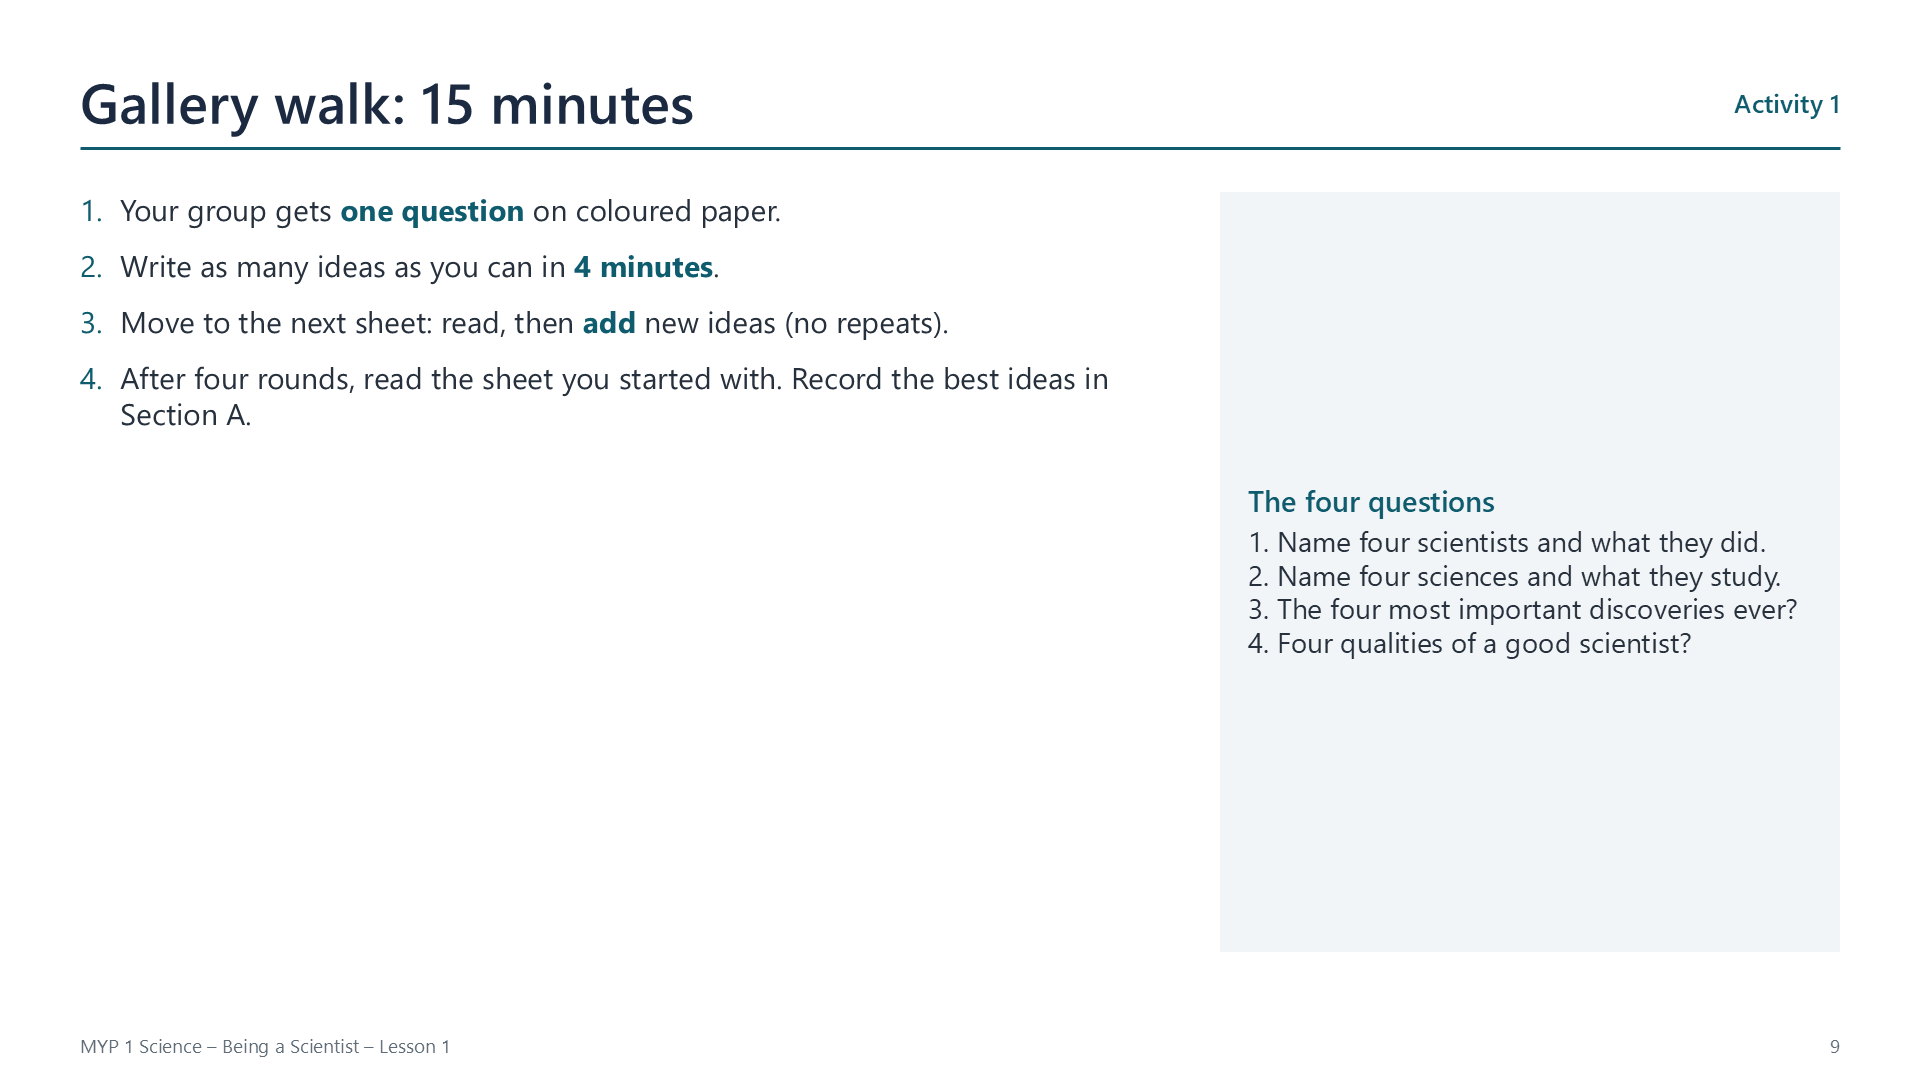 Gallery walk: 15 minutes
Activity 1
1. Your group gets one question on coloured paper.
2. Write as many ideas as you can in 4 minutes.
3. Move to the next sheet: read, then add new ideas (no repeats).
4. After four rounds, read the sheet you started with. Record the best ideas in
Section A.
The four questions
1. Name four scientists and what they did.
2. Name four sciences and what they study.
3. The four most important discoveries ever?
4. Four qualities of a good scientist?
MYP 1 Science – Being a Scientist – Lesson 1
9